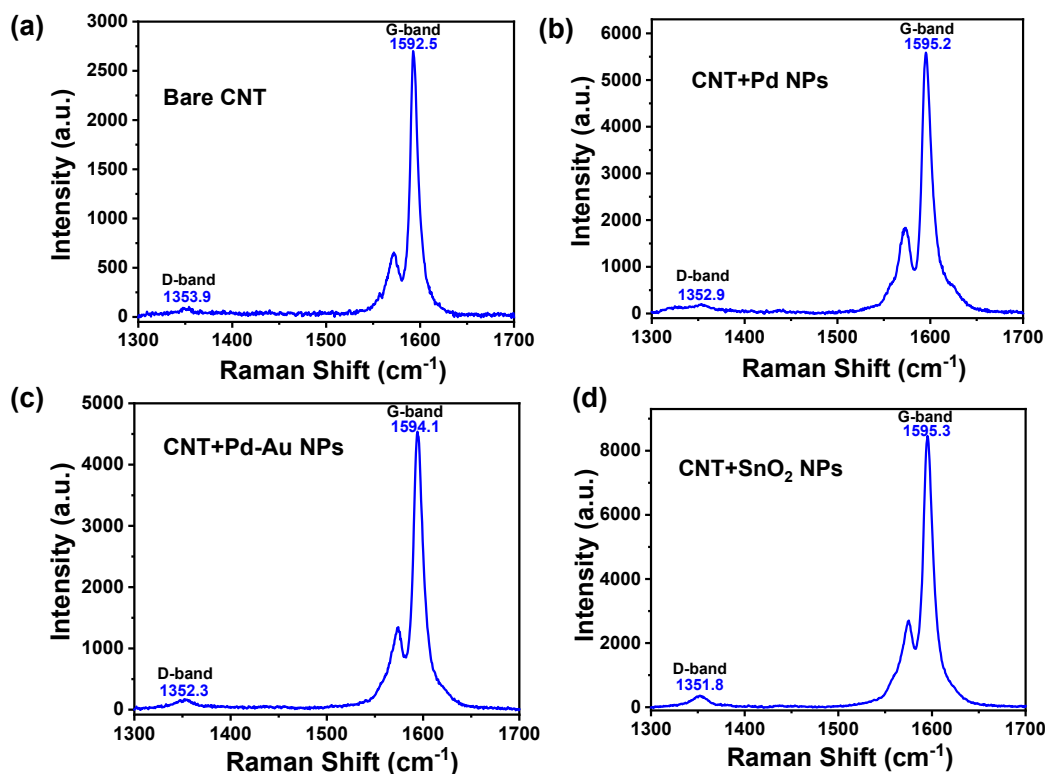 (a)
G-band
1592.5
Bare CNT
D-band
1353.9
3000
2500
2000
1500
1000
500
0
Intensity (a.u.)
1300 1400 1500 1600 1700
Raman Shift (cm⁻¹)
(b)
G-band
1595.2
CNT+Pd NPs
D-band
1352.9
6000
4000
2000
0
Intensity (a.u.)
1300 1400 1500 1600 1700
Raman Shift (cm⁻¹)
(c)
G-band
1594.1
CNT+Pd-Au NPs
D-band
1352.3
5000
4000
3000
2000
1000
0
Intensity (a.u.)
1300 1400 1500 1600 1700
Raman Shift (cm⁻¹)
(d)
G-band
1595.3
CNT+SnO₂ NPs
D-band
1351.8
8000
6000
4000
2000
0
Intensity (a.u.)
1300 1400 1500 1600 1700
Raman Shift (cm⁻¹)